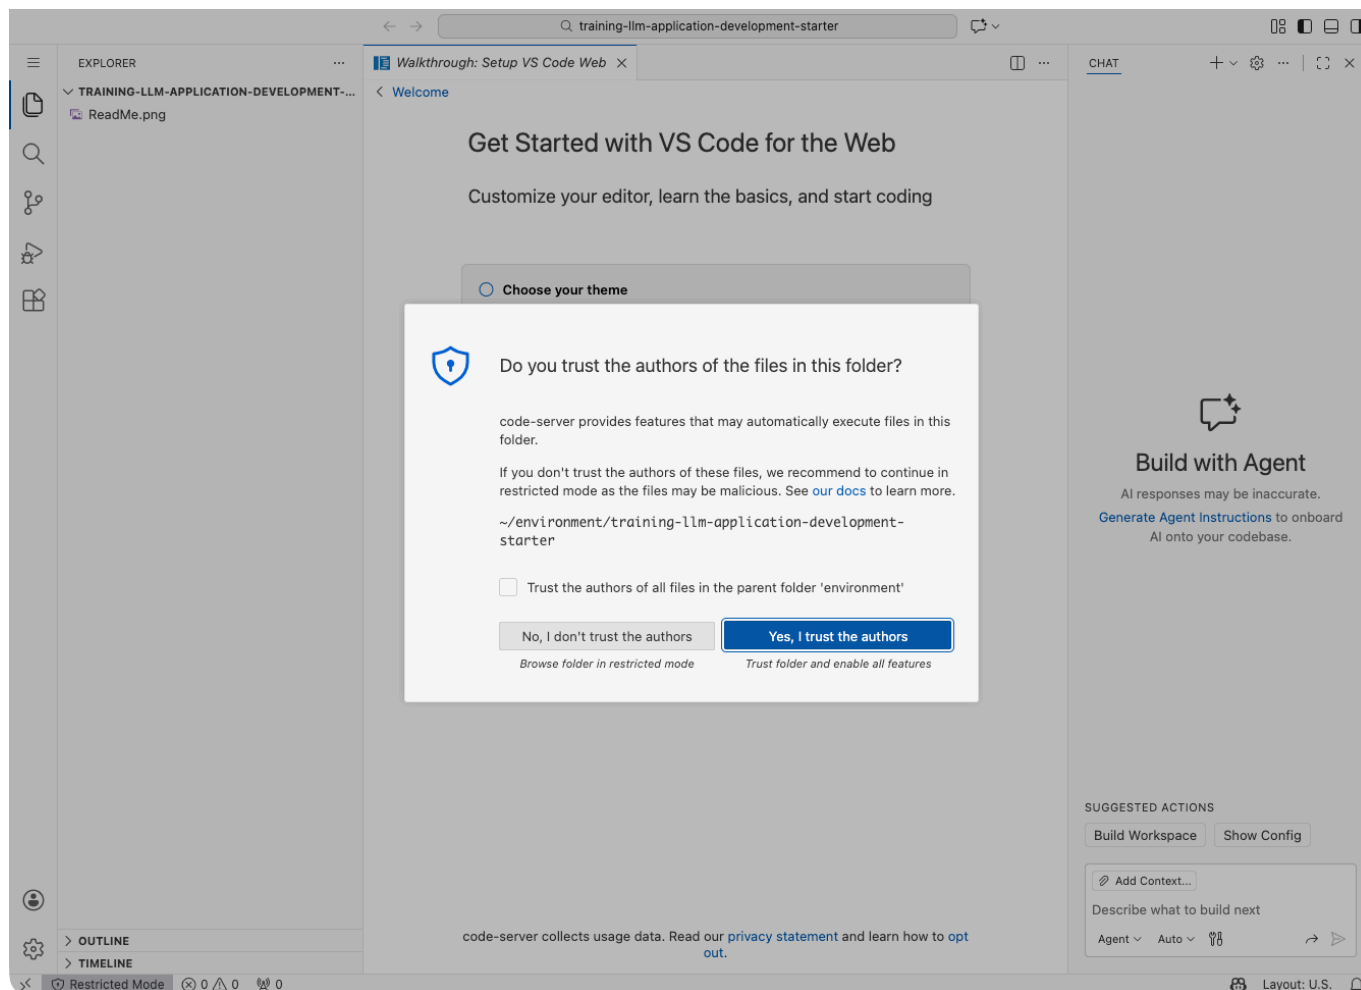 training-llm-application-development-starter
EXPLORER
TRAINING-LLM-APPLICATION-DEVELOPMENT-...
ReadMe.png
Walkthrough: Setup VS Code Web
Welcome
Get Started with VS Code for the Web
Customize your editor, learn the basics, and start coding
Choose your theme
Do you trust the authors of the files in this folder?
code-server provides features that may automatically execute files in this
folder.
If you don't trust the authors of these files, we recommend to continue in
restricted mode as the files may be malicious. See our docs to learn more.
~/environment/training-llm-application-development-
starter
Trust the authors of all files in the parent folder 'environment'
No, I don't trust the authors
Yes, I trust the authors
Browse folder in restricted mode
Trust folder and enable all features
code-server collects usage data. Read our privacy statement and learn how to opt
out.
CHAT
Build with Agent
AI responses may be inaccurate.
Generate Agent Instructions to onboard
AI onto your codebase.
SUGGESTED ACTIONS
Build Workspace
Show Config
Add Context...
Describe what to build next
Agent
Auto
OUTLINE
TIMELINE
Restricted Mode
0
0
0
Layout: U.S.